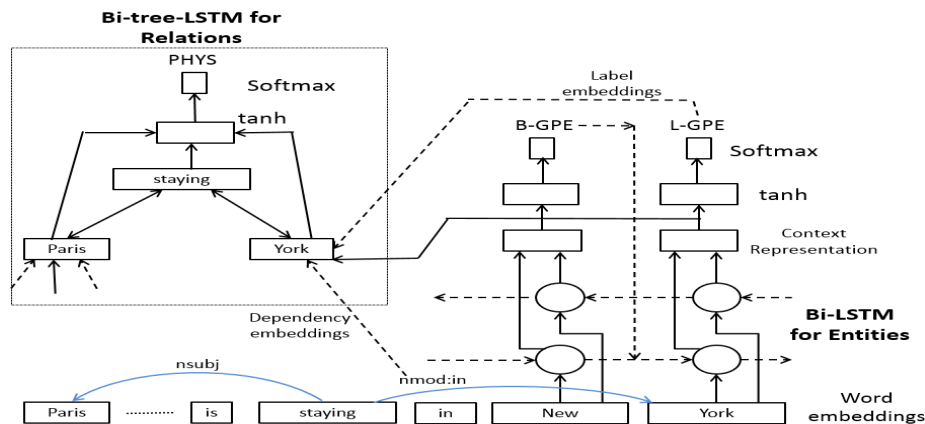 Bi-tree-LSTM for
Relations
PHYS
Softmax
tanh
staying
Paris
York
Label
embeddings
B-GPE
L-GPE
Softmax
tanh
Context
Representation
Dependency
embeddings
Bi-LSTM
for Entities
nsubj
nmod:in
Paris
is
staying
in
New
York
Word
embeddings